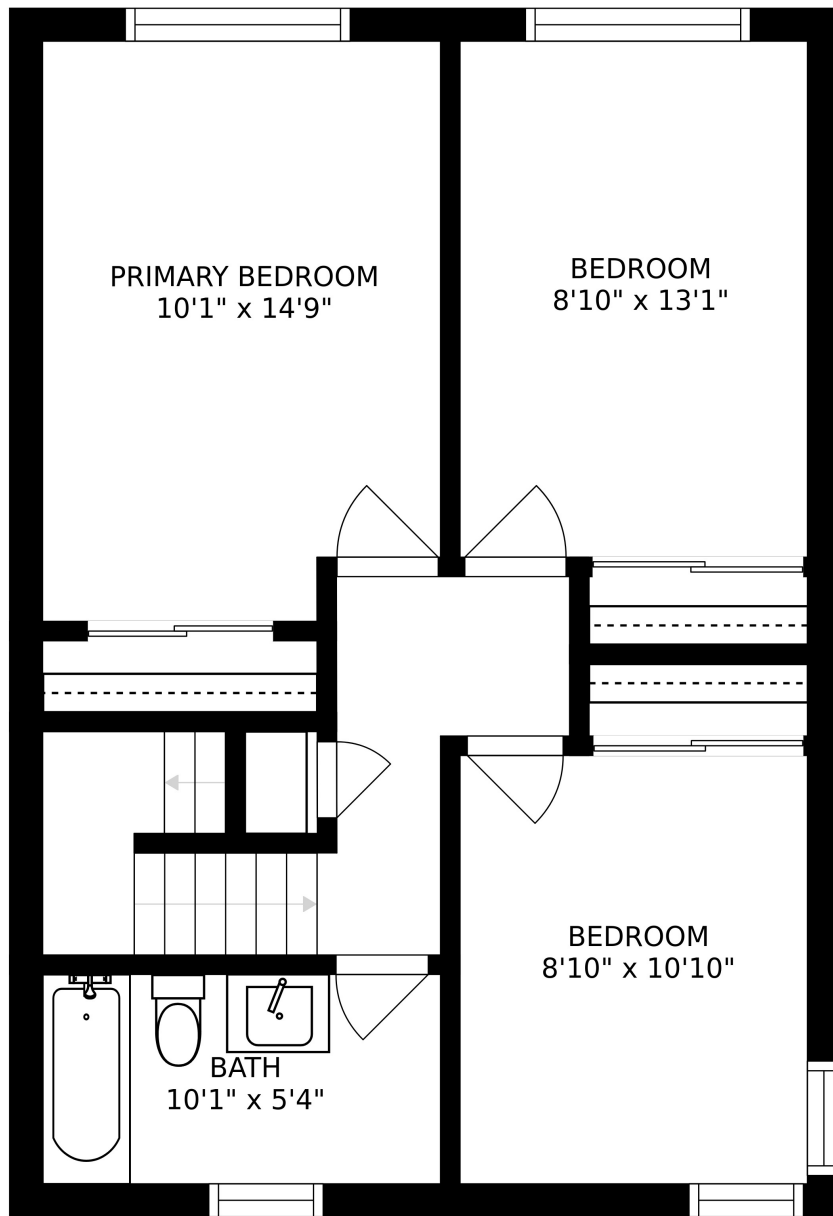 PRIMARY BEDROOM
10'1" x 14'9"
BEDROOM
8'10" x 13'1"
BEDROOM
8'10" x 10'10"
BATH
10'1" x 5'4"